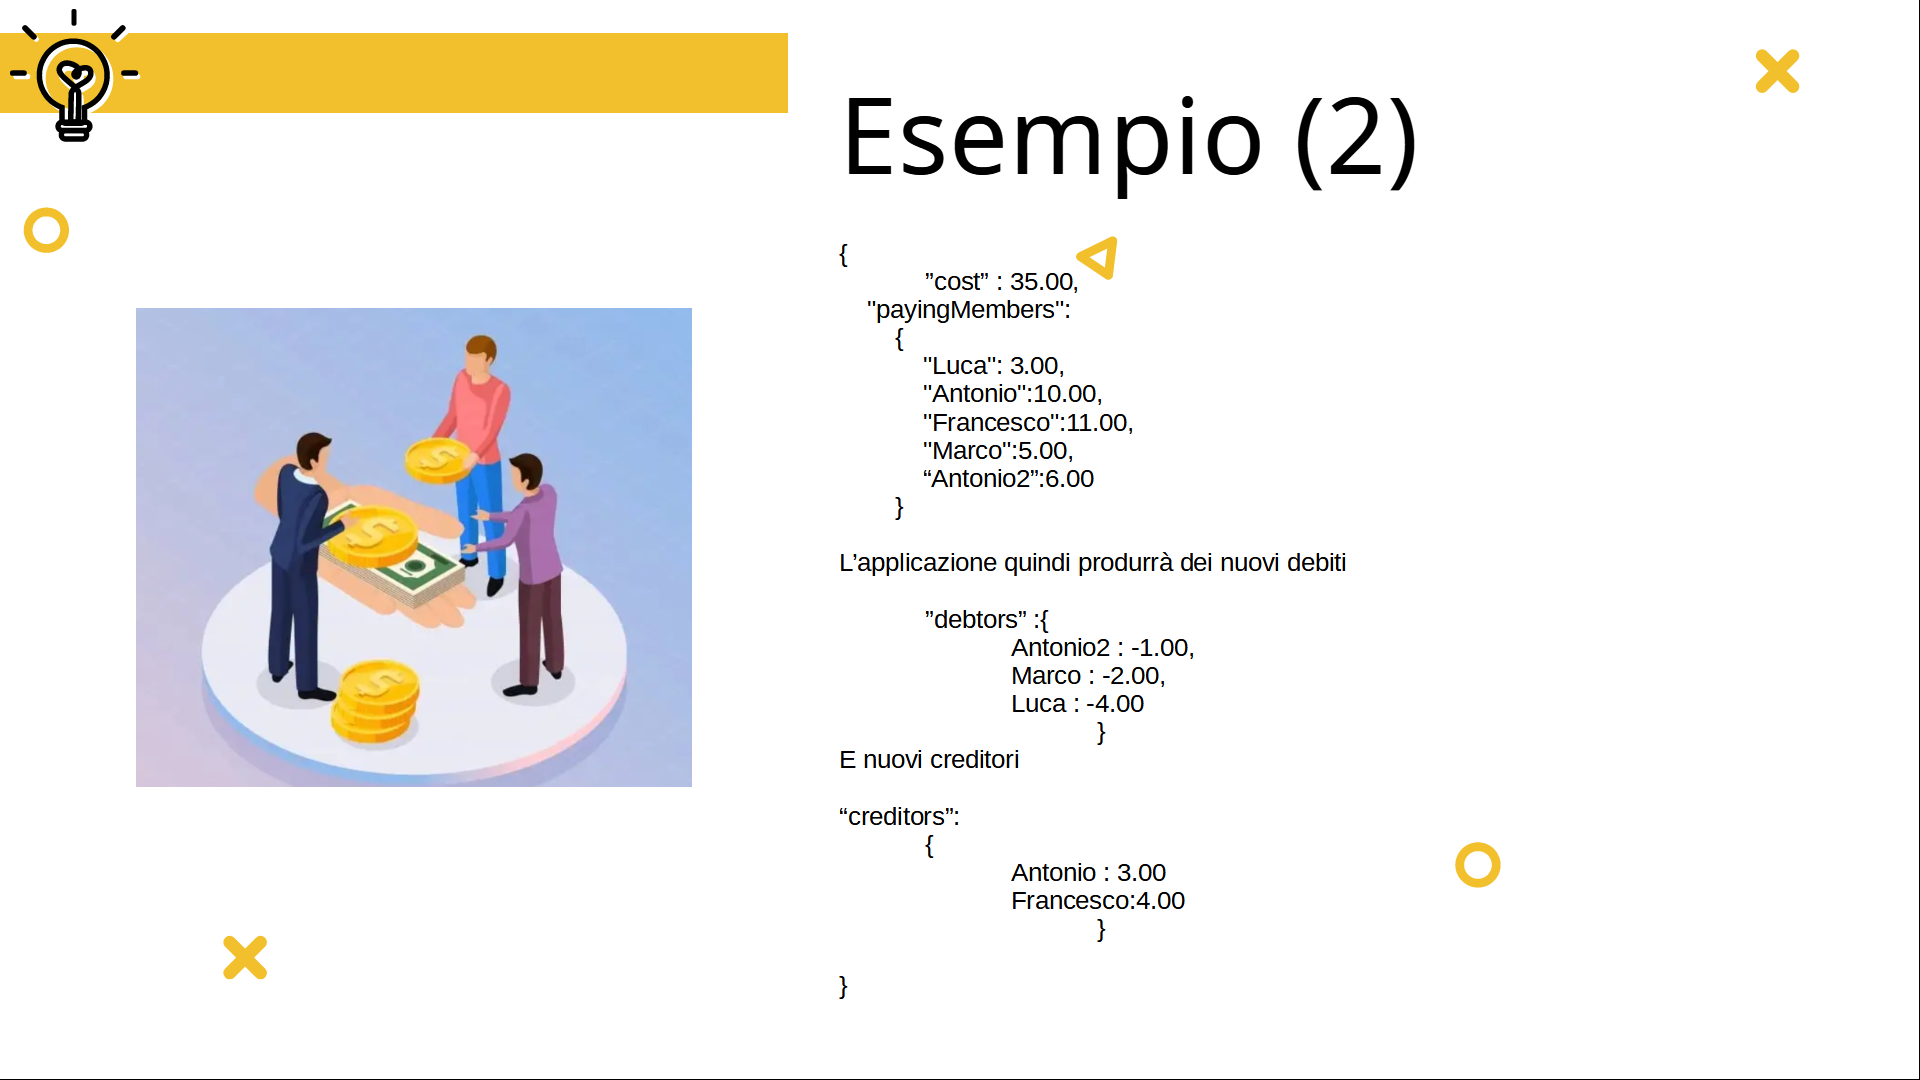 Esempio (2)
{
”cost” : 35.00,
"payingMembers":
{
"Luca": 3.00,
"Antonio":10.00,
"Francesco":11.00,
"Marco":5.00,
“Antonio2”:6.00
}
L’applicazione quindi produrrà dei nuovi debiti
”debtors” :{
Antonio2 : -1.00,
Marco : -2.00,
Luca : -4.00
}
E nuovi creditori
“creditors”:
{
Antonio : 3.00
Francesco:4.00
}
}